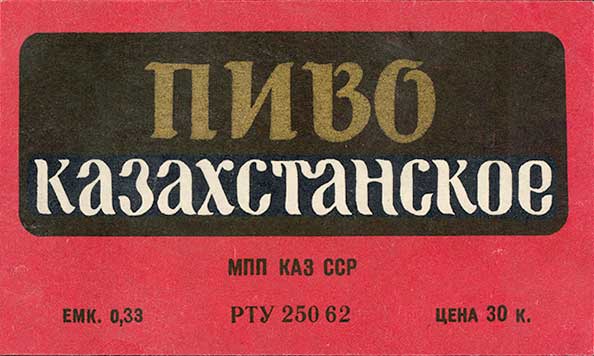 ПИВО
КАЗАХСТАНСКОЕ
МПП КАЗ ССР
ЕМК. 0,33 РТУ 250 62 ЦЕНА 30 к.